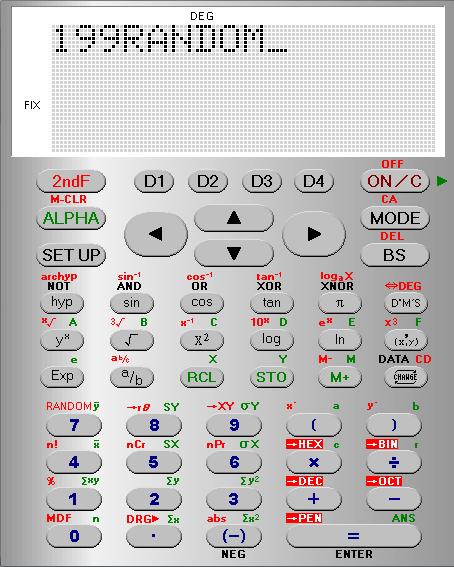 DEG
199RANDOM_
FIX
OFF
2ndF D1 D2 D3 D4 ON/C
M-CLR CA
ALPHA ◀ ▲ ▶ MODE
DEL
SET UP ▼ BS
archyp sin⁻¹ cos⁻¹ tan⁻¹ logₐX ⇔DEG
NOT AND OR XOR XNOR
hyp sin cos tan π D°M'S
ˣ√ A ³√ B x⁻¹ C 10ˣ D eˣ E x³ F
yˣ √ X² log ln (x,y)
e ab/c X Y M- M DATA CD
Exp a/b RCL STO M+ CHANGE
RANDOM ȳ →rθ SY →XY σY x' a y' b
7 8 9 ( )
n! x̄ nCr SX nPr σX →HEX c →BIN r
4 5 6 × ÷
% Σxy Σy Σy² →DEC →OCT
1 2 3 + −
MDF n DRG▶ Σx abs Σx² →PEN ANS
0 · (−) =
NEG ENTER